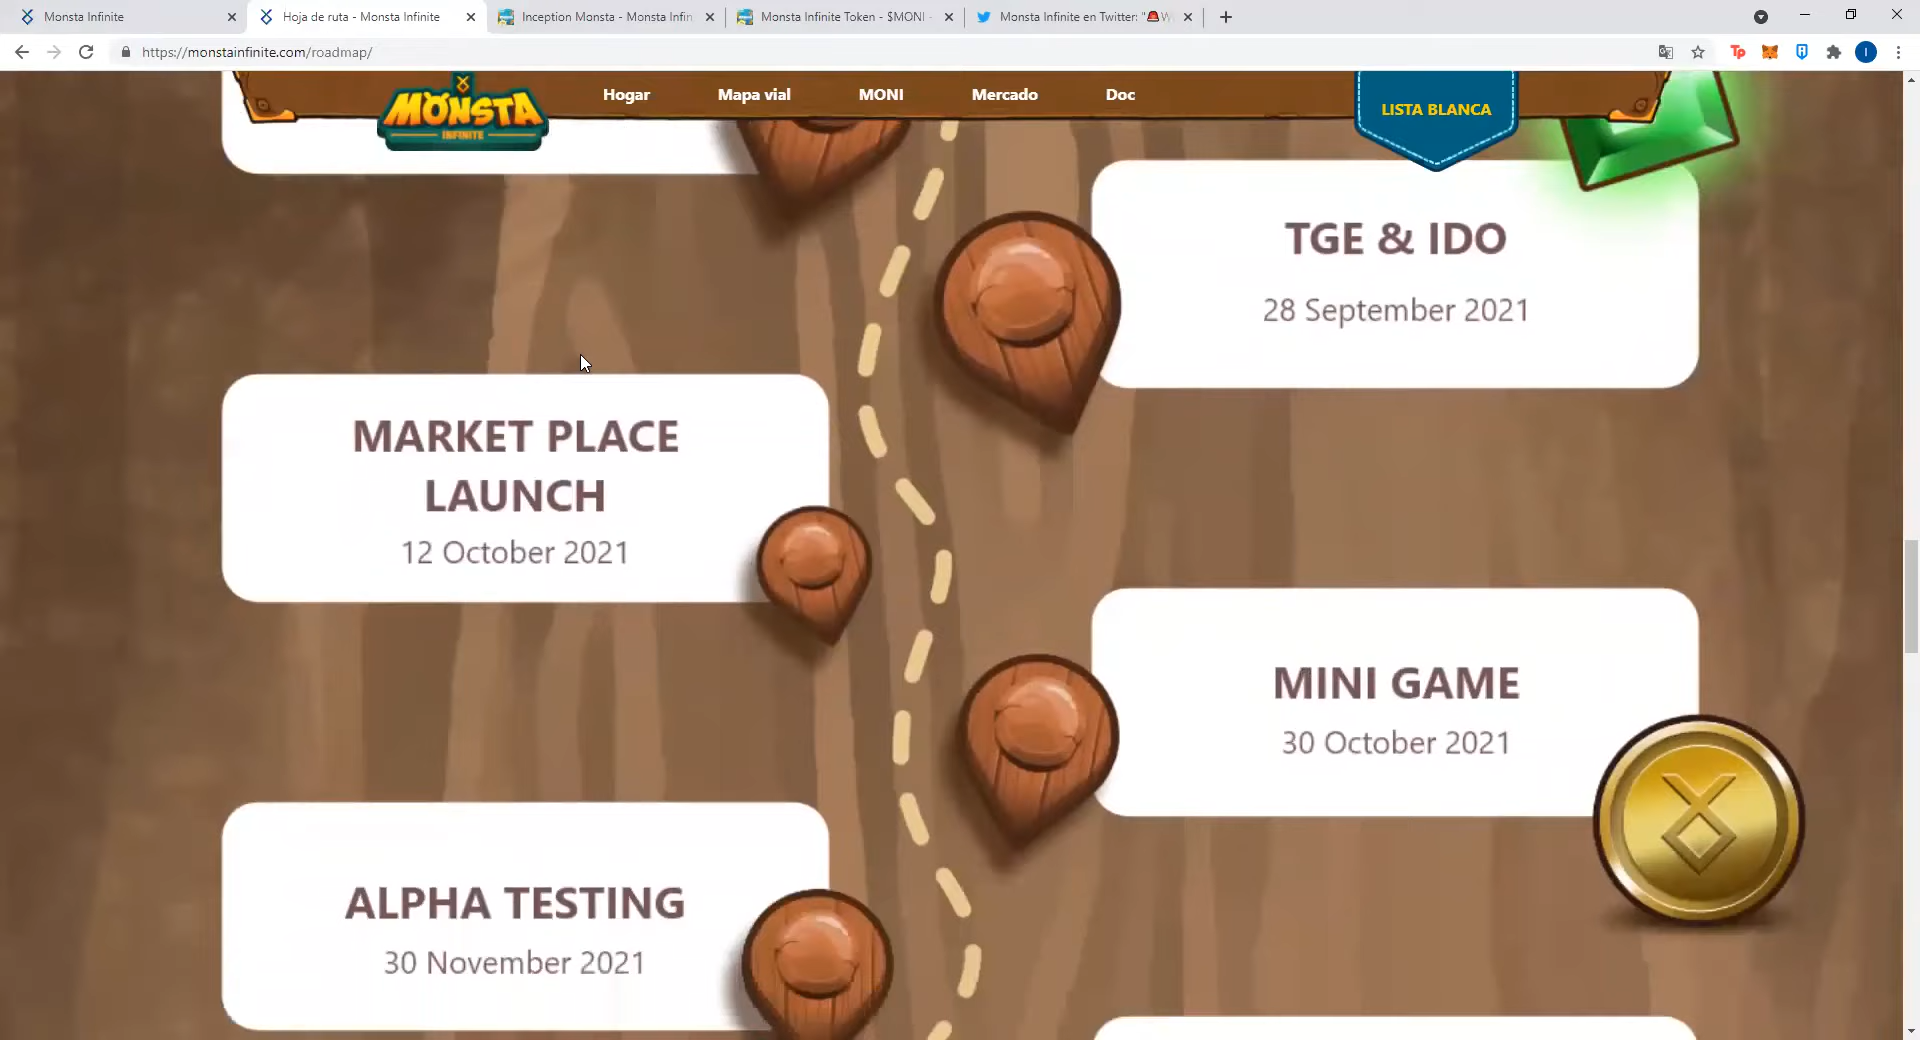 Monsta Infinite
Hoja de ruta - Monsta Infinite
Inception Monsta - Monsta Infin
Monsta Infinite Token - $MONI -
Monsta Infinite en Twitter: "🚨W
https://monstainfinite.com/roadmap/
Tp
I
MONSTA
INFINITE
Hogar
Mapa vial
MONI
Mercado
Doc
LISTA BLANCA
TGE & IDO
28 September 2021
MARKET PLACE
LAUNCH
12 October 2021
MINI GAME
30 October 2021
ALPHA TESTING
30 November 2021